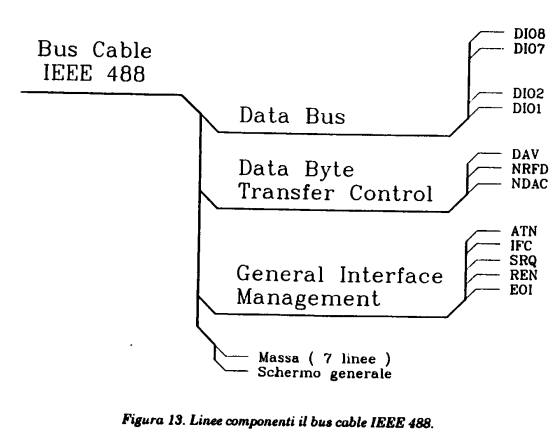 Bus Cable
IEEE 488
DIO8
DIO7
DIO2
DIO1
Data Bus
DAV
NRFD
NDAC
Data Byte
Transfer Control
ATN
IFC
SRQ
REN
EOI
General Interface
Management
Massa ( 7 linee )
Schermo generale
Figura 13. Linee componenti il bus cable IEEE 488.